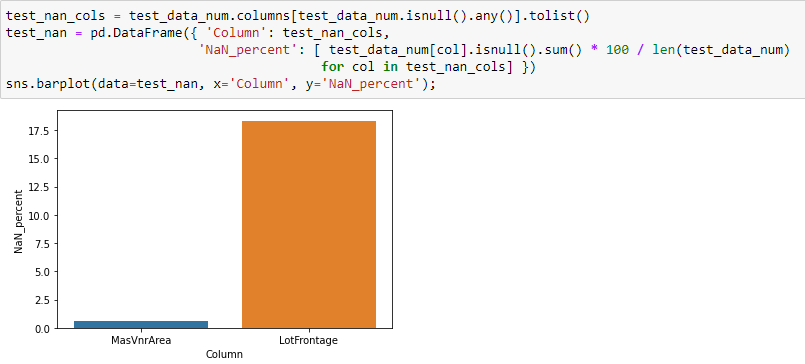 test_nan_cols = test_data_num.columns[test_data_num.isnull().any()].tolist()
test_nan = pd.DataFrame({ 'Column': test_nan_cols,
'NaN_percent': [ test_data_num[col].isnull().sum() * 100 / len(test_data_num)
for col in test_nan_cols] })
sns.barplot(data=test_nan, x='Column', y='NaN_percent');
17.5
15.0
12.5
10.0
7.5
5.0
2.5
0.0
NaN_percent
MasVnrArea LotFrontage
Column